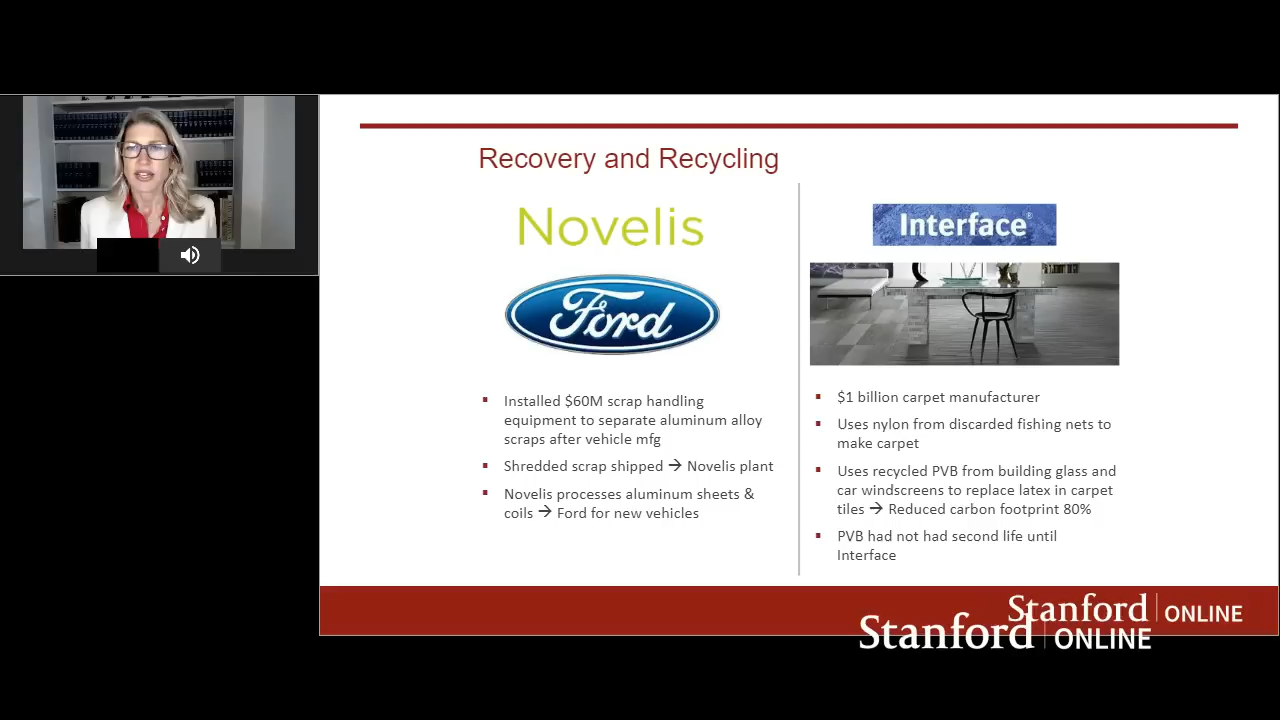 Recovery and Recycling
Novelis
Ford
▪ Installed $60M scrap handling
equipment to separate aluminum alloy
scraps after vehicle mfg
▪ Shredded scrap shipped → Novelis plant
▪ Novelis processes aluminum sheets &
coils → Ford for new vehicles
Interface®
▪ $1 billion carpet manufacturer
▪ Uses nylon from discarded fishing nets to
make carpet
▪ Uses recycled PVB from building glass and
car windscreens to replace latex in carpet
tiles → Reduced carbon footprint 80%
▪ PVB had not had second life until
Interface
Stanford | ONLINE
Stanford | ONLINE